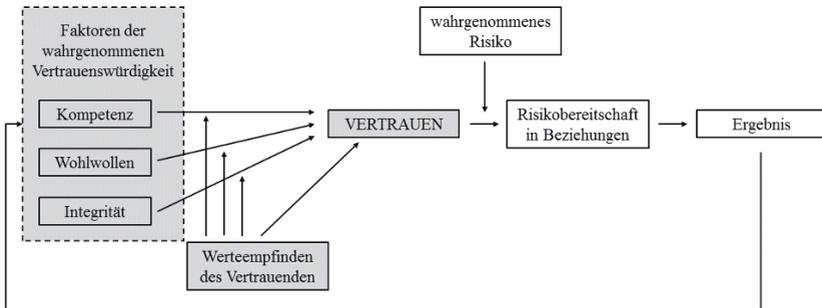 Faktoren der
wahrgenommenen
Vertrauenswürdigkeit
Kompetenz
Wohlwollen
Integrität
Werteempfinden
des Vertrauenden
VERTRAUEN
wahrgenommenes
Risiko
Risikobereitschaft
in Beziehungen
Ergebnis